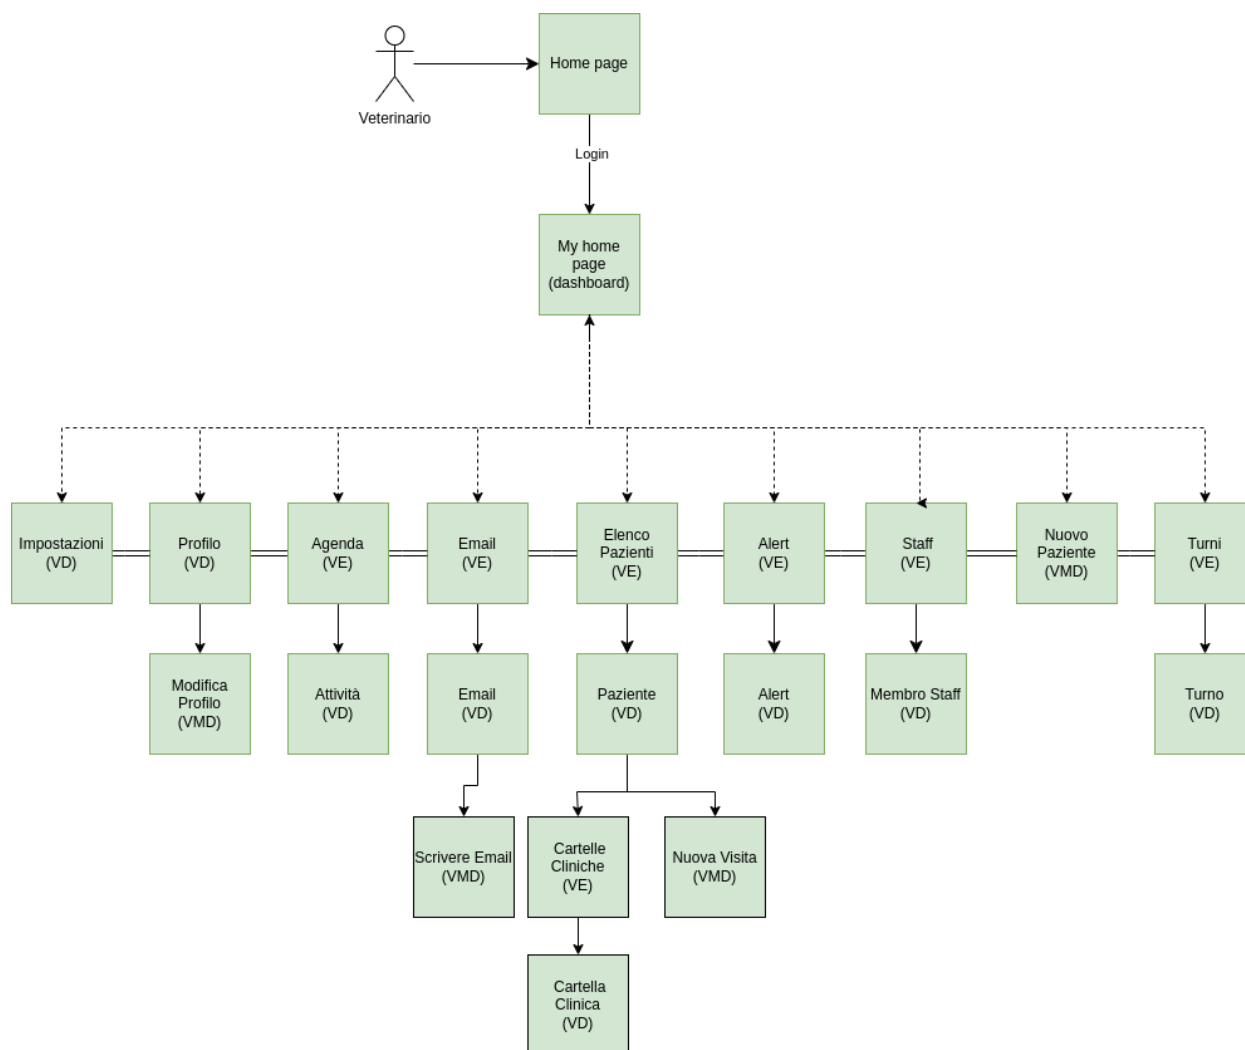 Home page
Veterinario
Login
My home
page
(dashboard)
Impostazioni
(VD)
Profilo
(VD)
Agenda
(VE)
Email
(VE)
Elenco
Pazienti
(VE)
Alert
(VE)
Staff
(VE)
Nuovo
Paziente
(VMD)
Turni
(VE)
Modifica
Profilo
(VMD)
Attività
(VD)
Email
(VD)
Paziente
(VD)
Alert
(VD)
Membro Staff
(VD)
Turno
(VD)
Scrivere Email
(VMD)
Cartelle
Cliniche
(VE)
Nuova Visita
(VMD)
Cartella
Clinica
(VD)